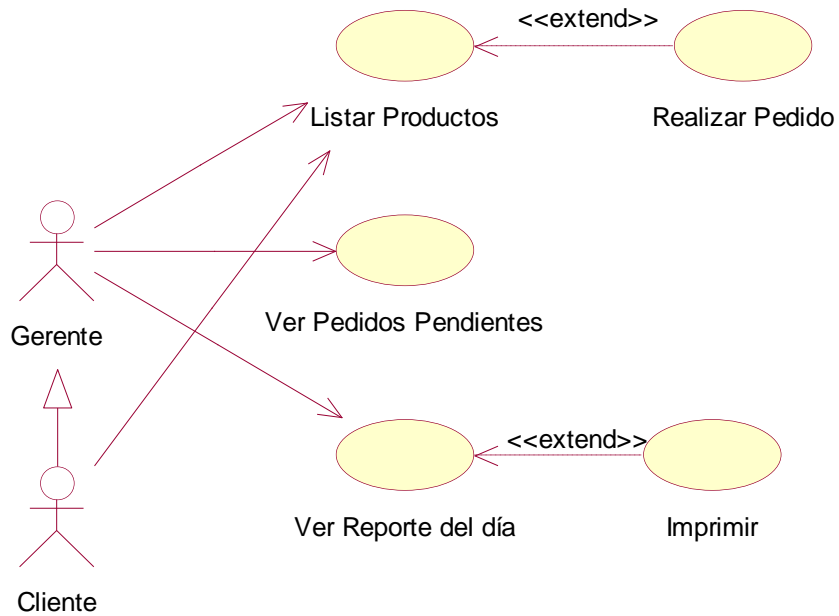 <<extend>>
Listar Productos
Realizar Pedido
Gerente
Ver Pedidos Pendientes
<<extend>>
Ver Reporte del día
Imprimir
Cliente